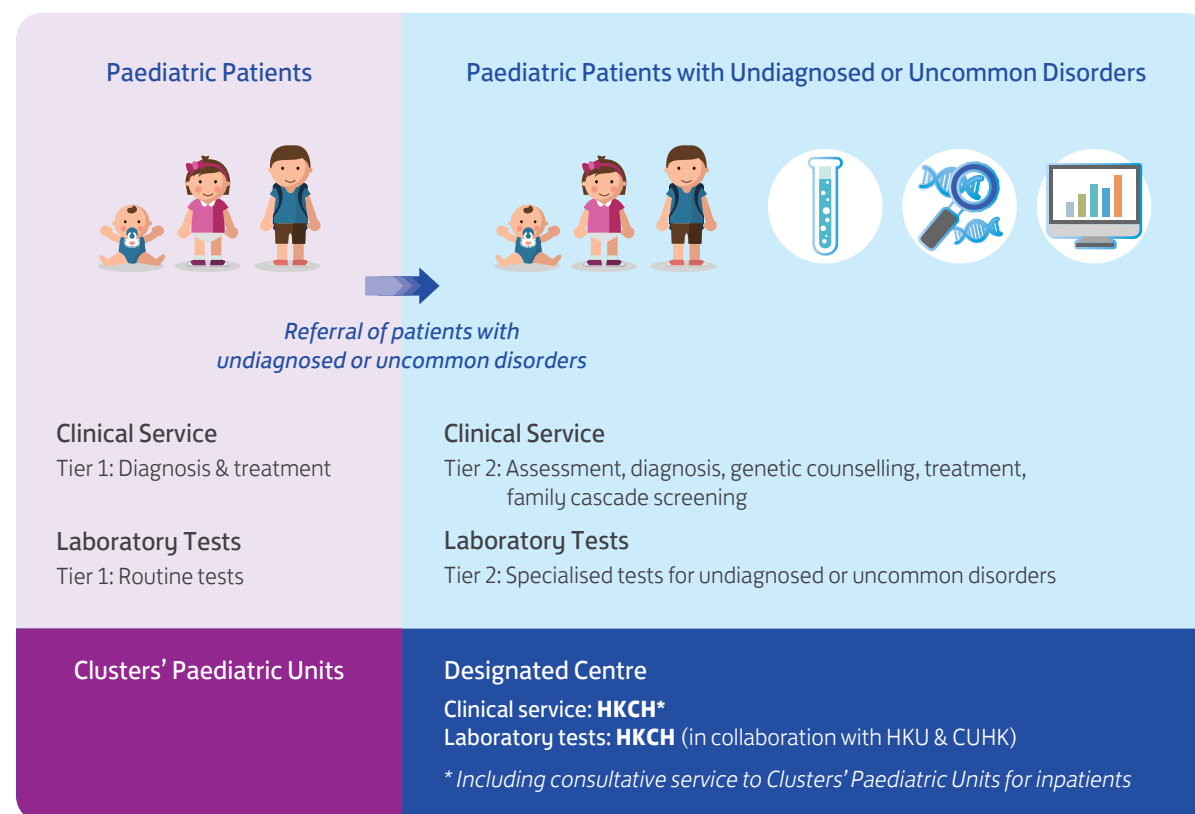 Paediatric Patients
Paediatric Patients with Undiagnosed or Uncommon Disorders
Referral of patients with
undiagnosed or uncommon disorders
Clinical Service
Tier 1: Diagnosis & treatment
Laboratory Tests
Tier 1: Routine tests
Clinical Service
Tier 2: Assessment, diagnosis, genetic counselling, treatment,
family cascade screening
Laboratory Tests
Tier 2: Specialised tests for undiagnosed or uncommon disorders
Clusters’ Paediatric Units
Designated Centre
Clinical service: HKCH*
Laboratory tests: HKCH (in collaboration with HKU & CUHK)
* Including consultative service to Clusters’ Paediatric Units for inpatients